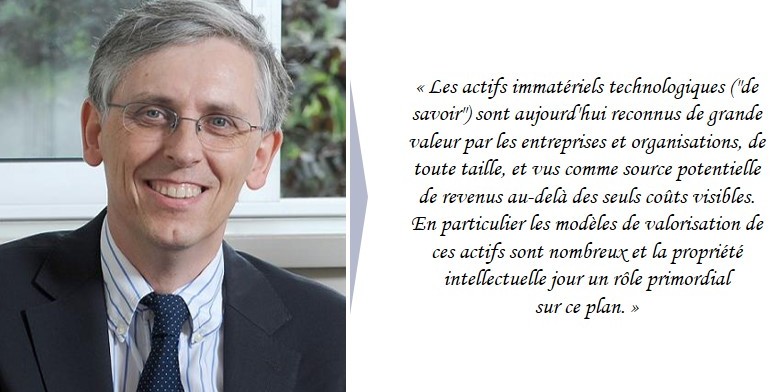 « Les actifs immatériels technologiques ("de
savoir") sont aujourd'hui reconnus de grande
valeur par les entreprises et organisations, de
toute taille, et vus comme source potentielle
de revenus au-delà des seuls coûts visibles.
En particulier les modèles de valorisation de
ces actifs sont nombreux et la propriété
intellectuelle jour un rôle primordial
sur ce plan. »